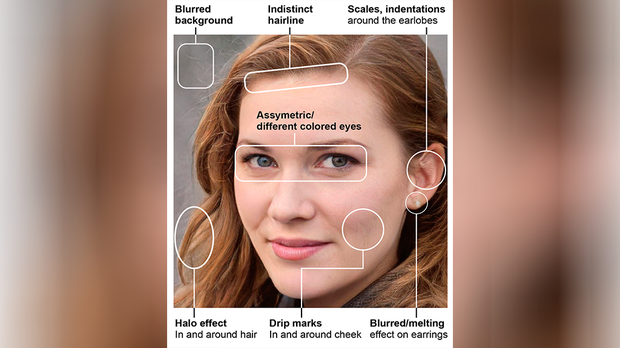 Blurred
background
Indistinct
hairline
Scales, indentations
around the earlobes
Assymetric/
different colored eyes
Halo effect
In and around hair
Drip marks
In and around cheek
Blurred/melting
effect on earrings